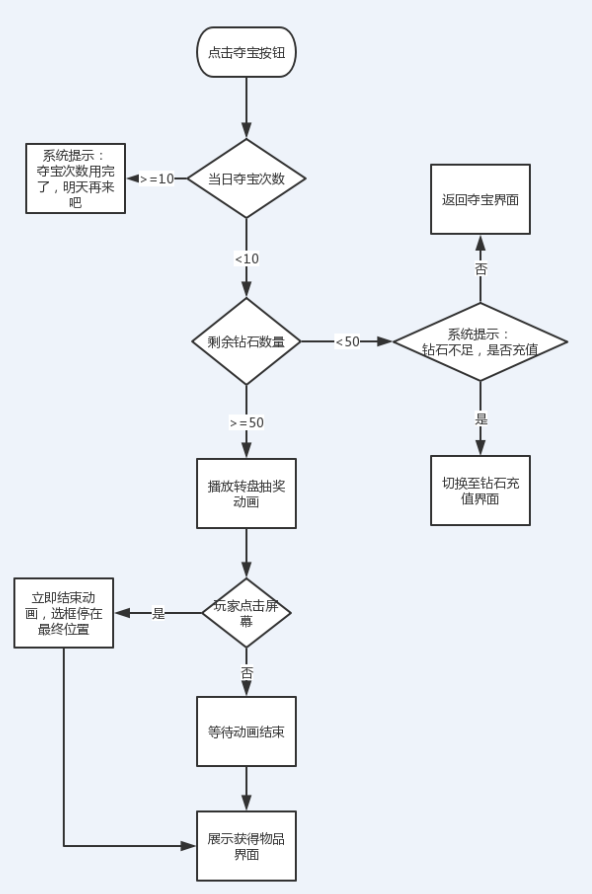 点击夺宝按钮
系统提示：
夺宝次数用完
了，明天再来
吧
>=10
当日夺宝次数
返回夺宝界面
<10
否
剩余钻石数量
<50
系统提示：
钻石不足，是否充值
>=50
是
播放转盘抽奖
动画
切换至钻石充
值界面
立即结束动
画，选框停在
最终位置
是
玩家点击屏
幕
否
等待动画结束
展示获得物品
界面